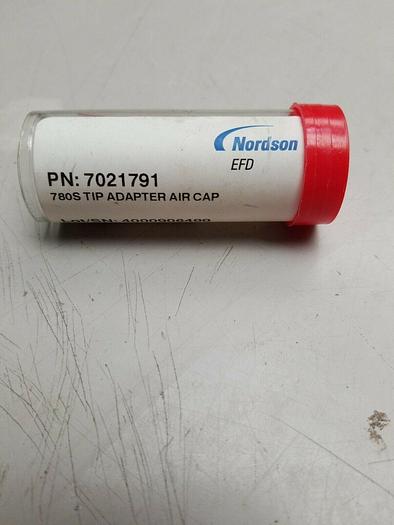 Nordson
EFD
PN: 7021791
780S TIP ADAPTER AIR CAP